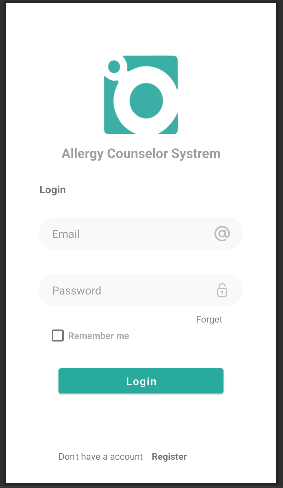 Allergy Counselor Systrem
Login
Email @
Password
Forget
Remember me
Login
Don't have a account Register